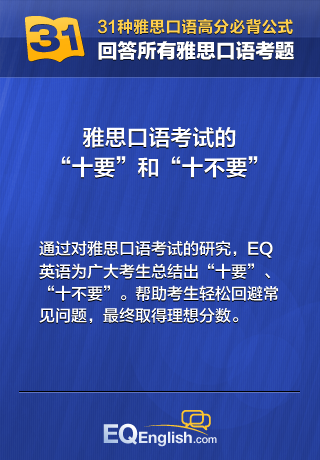 31
31种雅思口语高分必背公式
回答所有雅思口语考题
雅思口语考试的
“十要”和“十不要”
通过对雅思口语考试的研究，EQ
英语为广大考生总结出“十要”、
“十不要”。帮助考生轻松回避常
见问题，最终取得理想分数。
EQEnglish.com